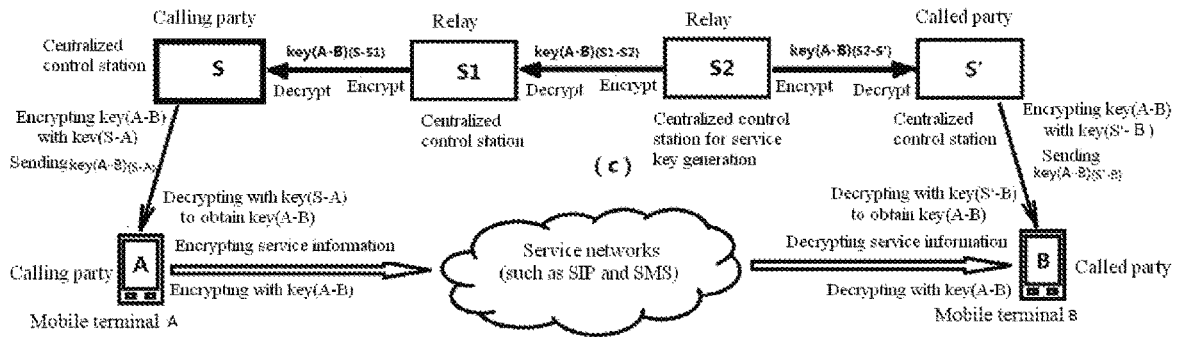 Calling party
Relay
Relay
Called party
Centralized
control station
S
key(A-B)(S-S1)
Decrypt
Encrypt
S1
key(A-B)(S1-S2)
Decrypt
Encrypt
S2
key(A-B)(S2-S')
Encrypt
Decrypt
S'
Encrypting key(A-B)
with key(S-A)
Sending key(A-B)(S-A)
Centralized
control station
Centralized control
station for service
key generation
(c)
Centralized
control station
Encrypting key(A-B)
with key(S'- B )
Sending
key(A-B)(S'-B)
Decrypting with key(S-A)
to obtain key(A-B)
Decrypting with key(S'-B)
to obtain key(A-B)
Calling party
A
Encrypting service information
Encrypting with key(A-B)
Mobile terminal A
Service networks
(such as SIP and SMS)
Decrypting service information
Decrypting with key(A-B)
B
Called party
Mobile terminal B